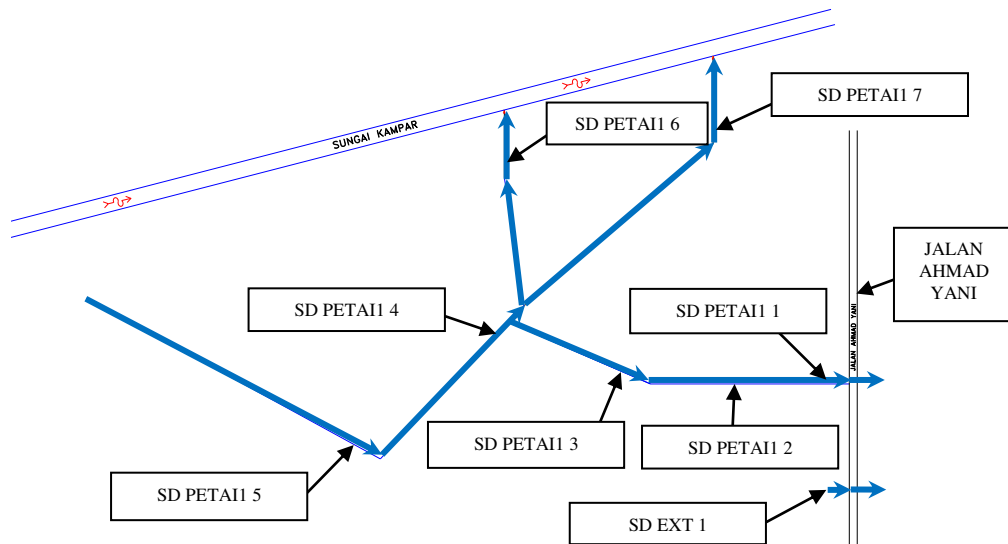 SD PETAI1 7
SD PETAI1 6
SUNGAI KAMPAR
JALAN
AHMAD
YANI
SD PETAI1 4
SD PETAI1 1
JALAN AHMAD YANI
SD PETAI1 3
SD PETAI1 2
SD PETAI1 5
SD EXT 1